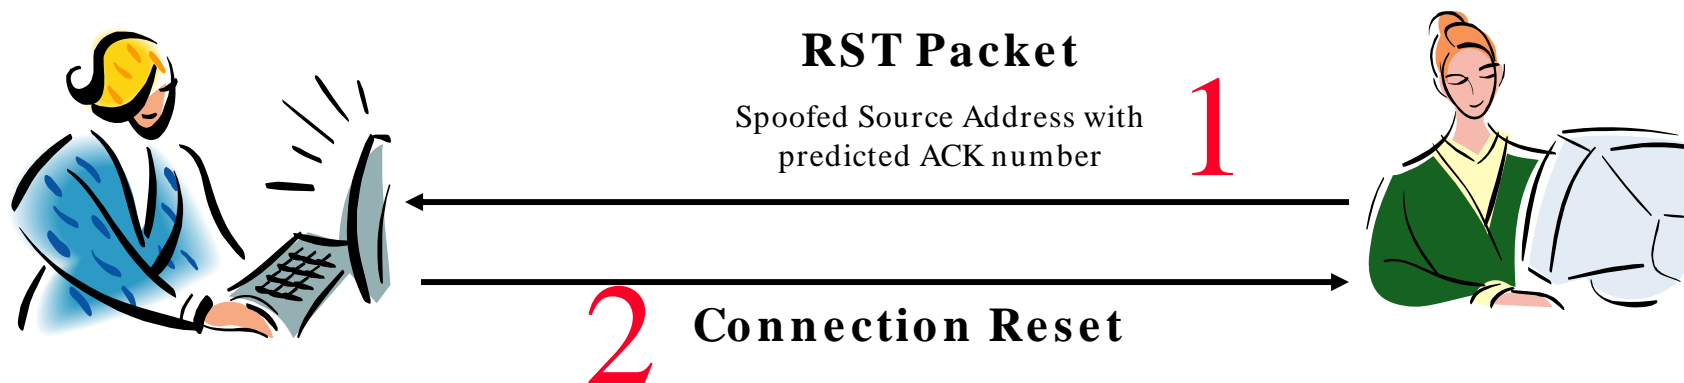 RST Packet
Spoofed Source Address with
predicted ACK number
1
2
Connection Reset